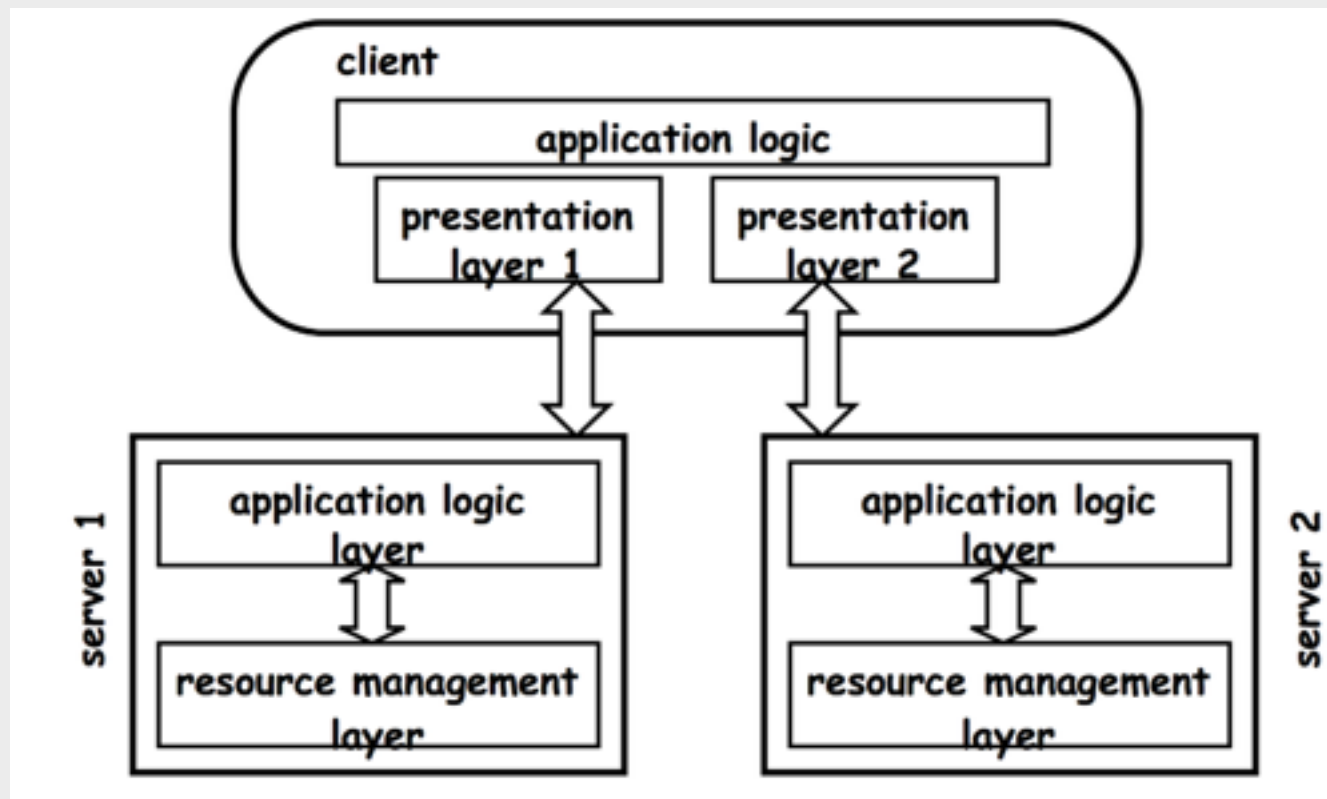 client
application logic
presentation
layer 1
presentation
layer 2
server 1
application logic
layer
resource management
layer
application logic
layer
resource management
layer
server 2